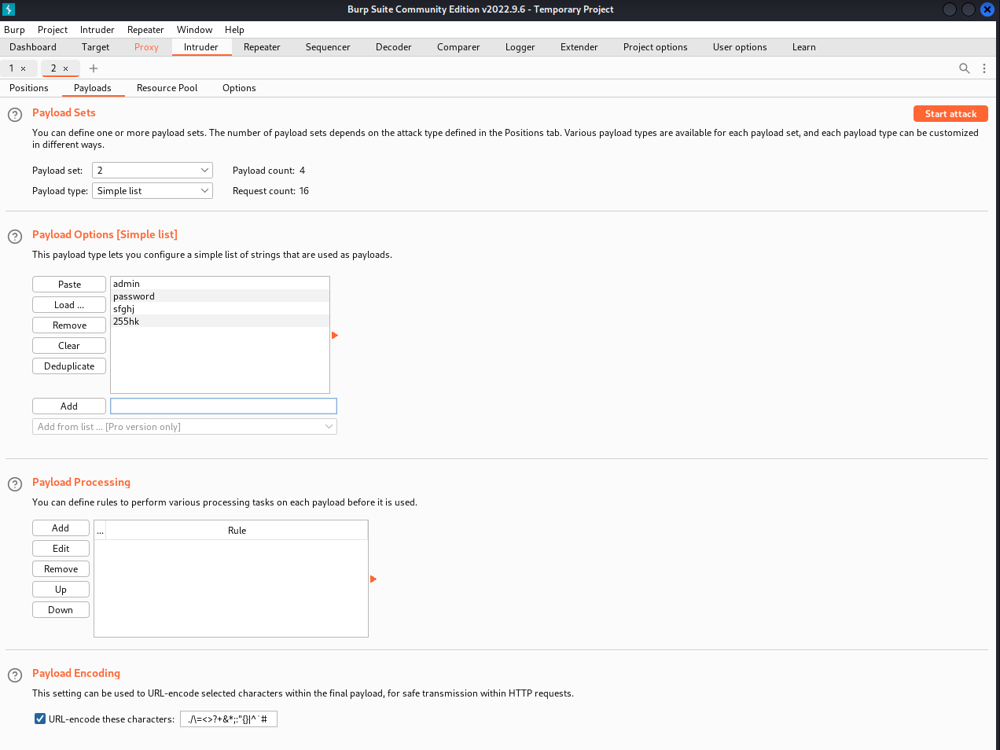 Burp Suite Community Edition v2022.9.6 - Temporary Project
Burp Project Intruder Repeater Window Help
Dashboard Target Proxy Intruder Repeater Sequencer Decoder Comparer Logger Extender Project options User options Learn
1 × 2 × +
Positions Payloads Resource Pool Options
? Payload Sets Start attack
You can define one or more payload sets. The number of payload sets depends on the attack type defined in the Positions tab. Various payload types are available for each payload set, and each payload type can be customized
in different ways.
Payload set: 2 Payload count: 4
Payload type: Simple list Request count: 16
? Payload Options [Simple list]
This payload type lets you configure a simple list of strings that are used as payloads.
Paste
Load ...
Remove
Clear
Deduplicate
admin
password
sfghj
255hk
Add
Add from list ... [Pro version only]
? Payload Processing
You can define rules to perform various processing tasks on each payload before it is used.
Add
Edit
Remove
Up
Down
... Rule
? Payload Encoding
This setting can be used to URL-encode selected characters within the final payload, for safe transmission within HTTP requests.
URL-encode these characters: ./\=<>?+&*;:"{}|^`#